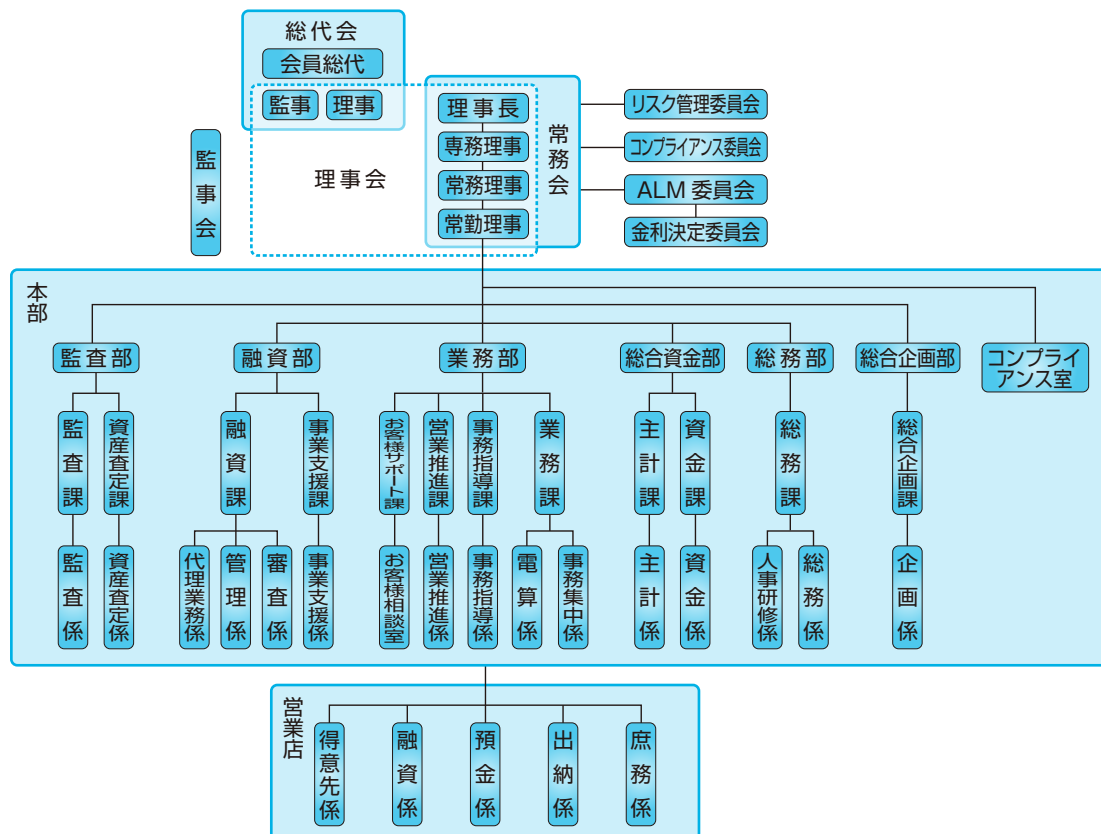 総代会
会員総代
監事
理事
理事会
監事会
理事長
専務理事
常務理事
常勤理事
常務会
リスク管理委員会
コンプライアンス委員会
ALM 委員会
金利決定委員会
本部
監査部
融資部
業務部
総合資金部
総務部
総合企画部
コンプライ
アンス室
監査課
資産査定課
融資課
事業支援課
お客様サポート課
営業推進課
事務指導課
業務課
主計課
資金課
総務課
総合企画課
監査係
資産査定係
代理業務係
管理係
審査係
事業支援係
お客様相談室
営業推進係
事務指導係
電算係
事務集中係
主計係
資金係
人事研修係
総務係
企画係
営業店
得意先係
融資係
預金係
出納係
庶務係